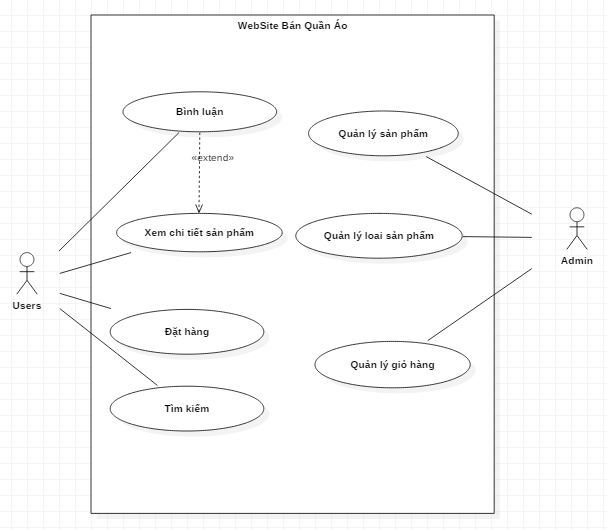 WebSite Bán Quần Áo
Bình luận
Quản lý sản phẩm
«extend»
Xem chi tiết sản phẩm
Quản lý loai sản phẩm
Admin
Users
Đặt hàng
Quản lý giỏ hàng
Tìm kiếm